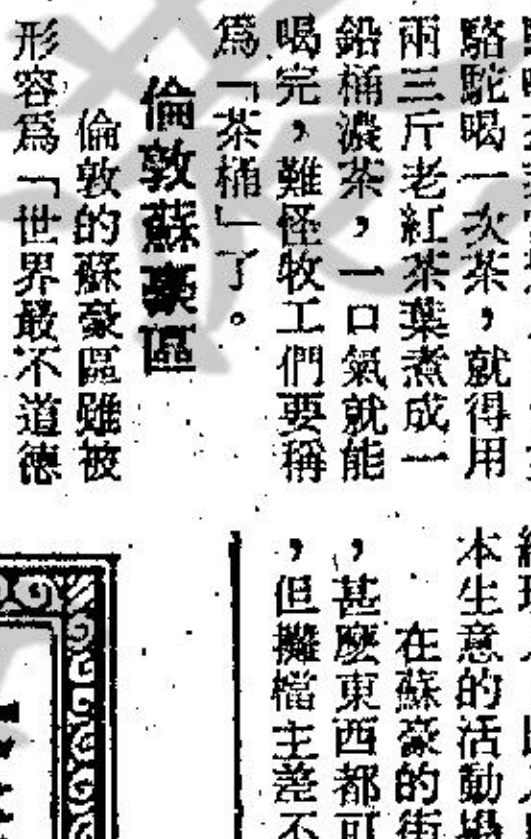 駱駝喝一次茶，就得用
兩三斤老紅茶葉煮成一
鉛桶濃茶，一口氣就能
喝完，難怪牧工們要稱
爲「茶桶」了。
倫敦蘇豪區
倫敦的蘇豪區雖被
形容爲「世界最不道德
本生意的活動
在蘇豪的街
，甚麼東西都可
，但攤檔主差不